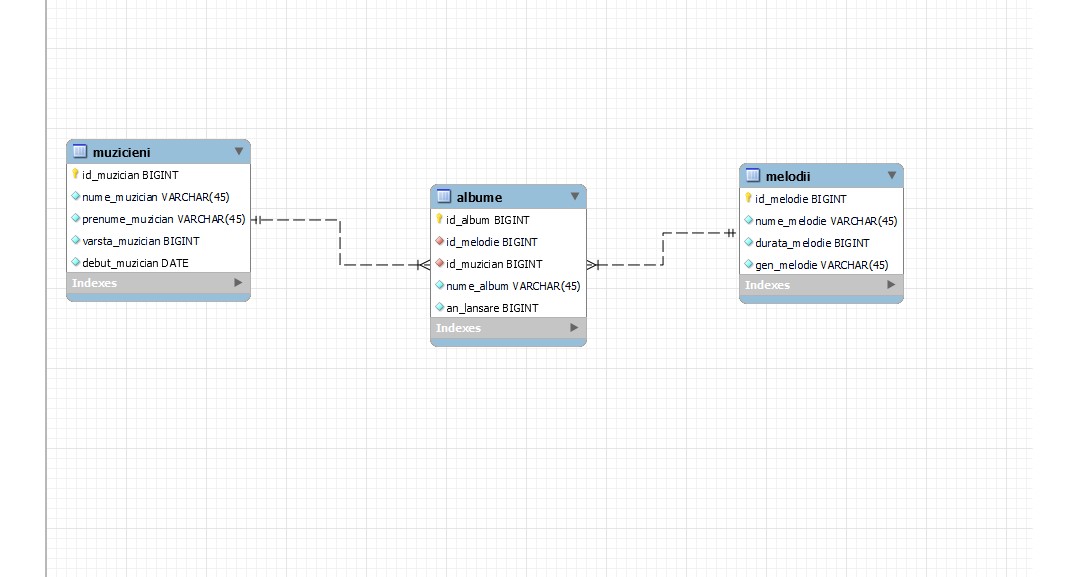 muzicieni
id_muzician BIGINT
nume_muzician VARCHAR(45)
prenume_muzician VARCHAR(45)
varsta_muzician BIGINT
debut_muzician DATE
Indexes
albume
id_album BIGINT
id_melodie BIGINT
id_muzician BIGINT
nume_album VARCHAR(45)
an_lansare BIGINT
Indexes
melodii
id_melodie BIGINT
nume_melodie VARCHAR(45)
durata_melodie BIGINT
gen_melodie VARCHAR(45)
Indexes